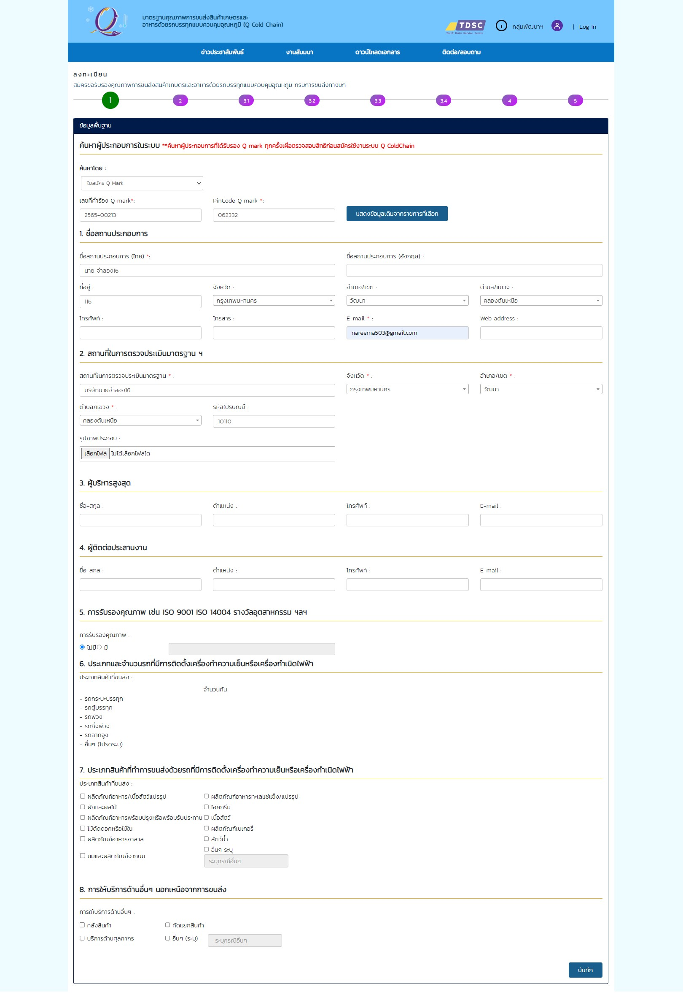 มาตรฐานคุณภาพการขนส่งสินค้าเกษตรและ
อาหารด้วยรถบรรทุกแบบควบคุมอุณหภูมิ (Q Cold Chain)
TDSC
Truck Data Service Center
กลุ่มพัฒนาฯ
| Log In
ข่าวประชาสัมพันธ์ งานสัมมนา ดาวน์โหลดเอกสาร ติดต่อ/สอบถาม
ลงทะเบียน
สมัครขอรับรองคุณภาพการขนส่งสินค้าเกษตรและอาหารด้วยรถบรรทุกแบบควบคุมอุณหภูมิ กรมการขนส่งทางบก
1 2 3.1 3.2 3.3 3.4 4 5
ข้อมูลพื้นฐาน
ค้นหาผู้ประกอบการในระบบ **ค้นหาผู้ประกอบการที่ได้รับรอง Q mark ทุกครั้งเผื่อตรวจสอบสิทธิก่อนสมัครใช้งานระบบ Q ColdChain
ค้นหาโดย :
ใบสมัคร Q Mark
เลขที่คำร้อง Q mark*: PinCode Q mark *:
2565-00213 062332 แสดงข้อมูลเดิมจากรายการที่เลือก
1. ชื่อสถานประกอบการ
ชื่อสถานประกอบการ (ไทย) *: ชื่อสถานประกอบการ (อังกฤษ) :
นาย จำลอง16
ที่อยู่ : จังหวัด : อำเภอ/เขต : ตำบล/แขวง :
116 กรุงเทพมหานคร วัฒนา คลองตันเหนือ
โทรศัพท์ : โทรสาร : E-mail * : Web address :
nareema503@gmail.com
2. สถานที่ในการตรวจประเมินมาตรฐาน ฯ
สถานที่ในการตรวจประเมินมาตรฐาน * : จังหวัด * : อำเภอ/เขต * :
บริษัทนายจำลอง16 กรุงเทพมหานคร วัฒนา
ตำบล/แขวง * : รหัสไปรษณีย์ :
คลองตันเหนือ 10110
รูปภาพประกอบ :
เลือกไฟล์ ไม่ได้เลือกไฟล์ใด
3. ผู้บริหารสูงสุด
ชื่อ-สกุล : ตำแหน่ง : โทรศัพท์ : E-mail :
4. ผู้ติดต่อประสานงาน
ชื่อ-สกุล : ตำแหน่ง : โทรศัพท์ : E-mail :
5. การรับรองคุณภาพ เช่น ISO 9001 ISO 14004 รางวัลอุตสาหกรรม ฯลฯ
การรับรองคุณภาพ :
ไม่มี มี
6. ประเภทและจำนวนรถที่มีการติดตั้งเครื่องทำความเย็นหรือเครื่องกำเนิดไฟฟ้า
ประเภทสินค้าที่ขนส่ง :
จำนวนคัน
- รถกระบะบรรทุก
- รถตู้บรรทุก
- รถพ่วง
- รถกึ่งพ่วง
- รถลากจูง
- อื่นๆ (โปรดระบุ)
7. ประเภทสินค้าที่ทำการขนส่งด้วยรถที่มีการติดตั้งเครื่องทำความเย็นหรือเครื่องกำเนิดไฟฟ้า
ประเภทสินค้าที่ขนส่ง :
ผลิตภัณฑ์อาหาร/เนื้อสัตว์แปรรูป ผลิตภัณฑ์อาหารทะเลแช่แข็ง/แปรรูป
ผักและผลไม้ ไอศกรีม
ผลิตภัณฑ์อาหารพร้อมปรุงหรือพร้อมรับประทาน เนื้อสัตว์
ไม้ตัดดอกหรือไม้ใบ ผลิตภัณฑ์เบเกอรี่
ผลิตภัณฑ์อาหารฮาลาล สัตว์น้ำ
อื่นๆ ระบุ
นมและผลิตภัณฑ์จากนม
ระบุกรณีอื่นๆ
8. การให้บริการด้านอื่นๆ นอกเหนือจากการขนส่ง
การให้บริการด้านอื่นๆ :
คลังสินค้า คัดแยกสินค้า
บริการด้านศุลกากร อื่นๆ (ระบุ) ระบุกรณีอื่นๆ
บันทึก